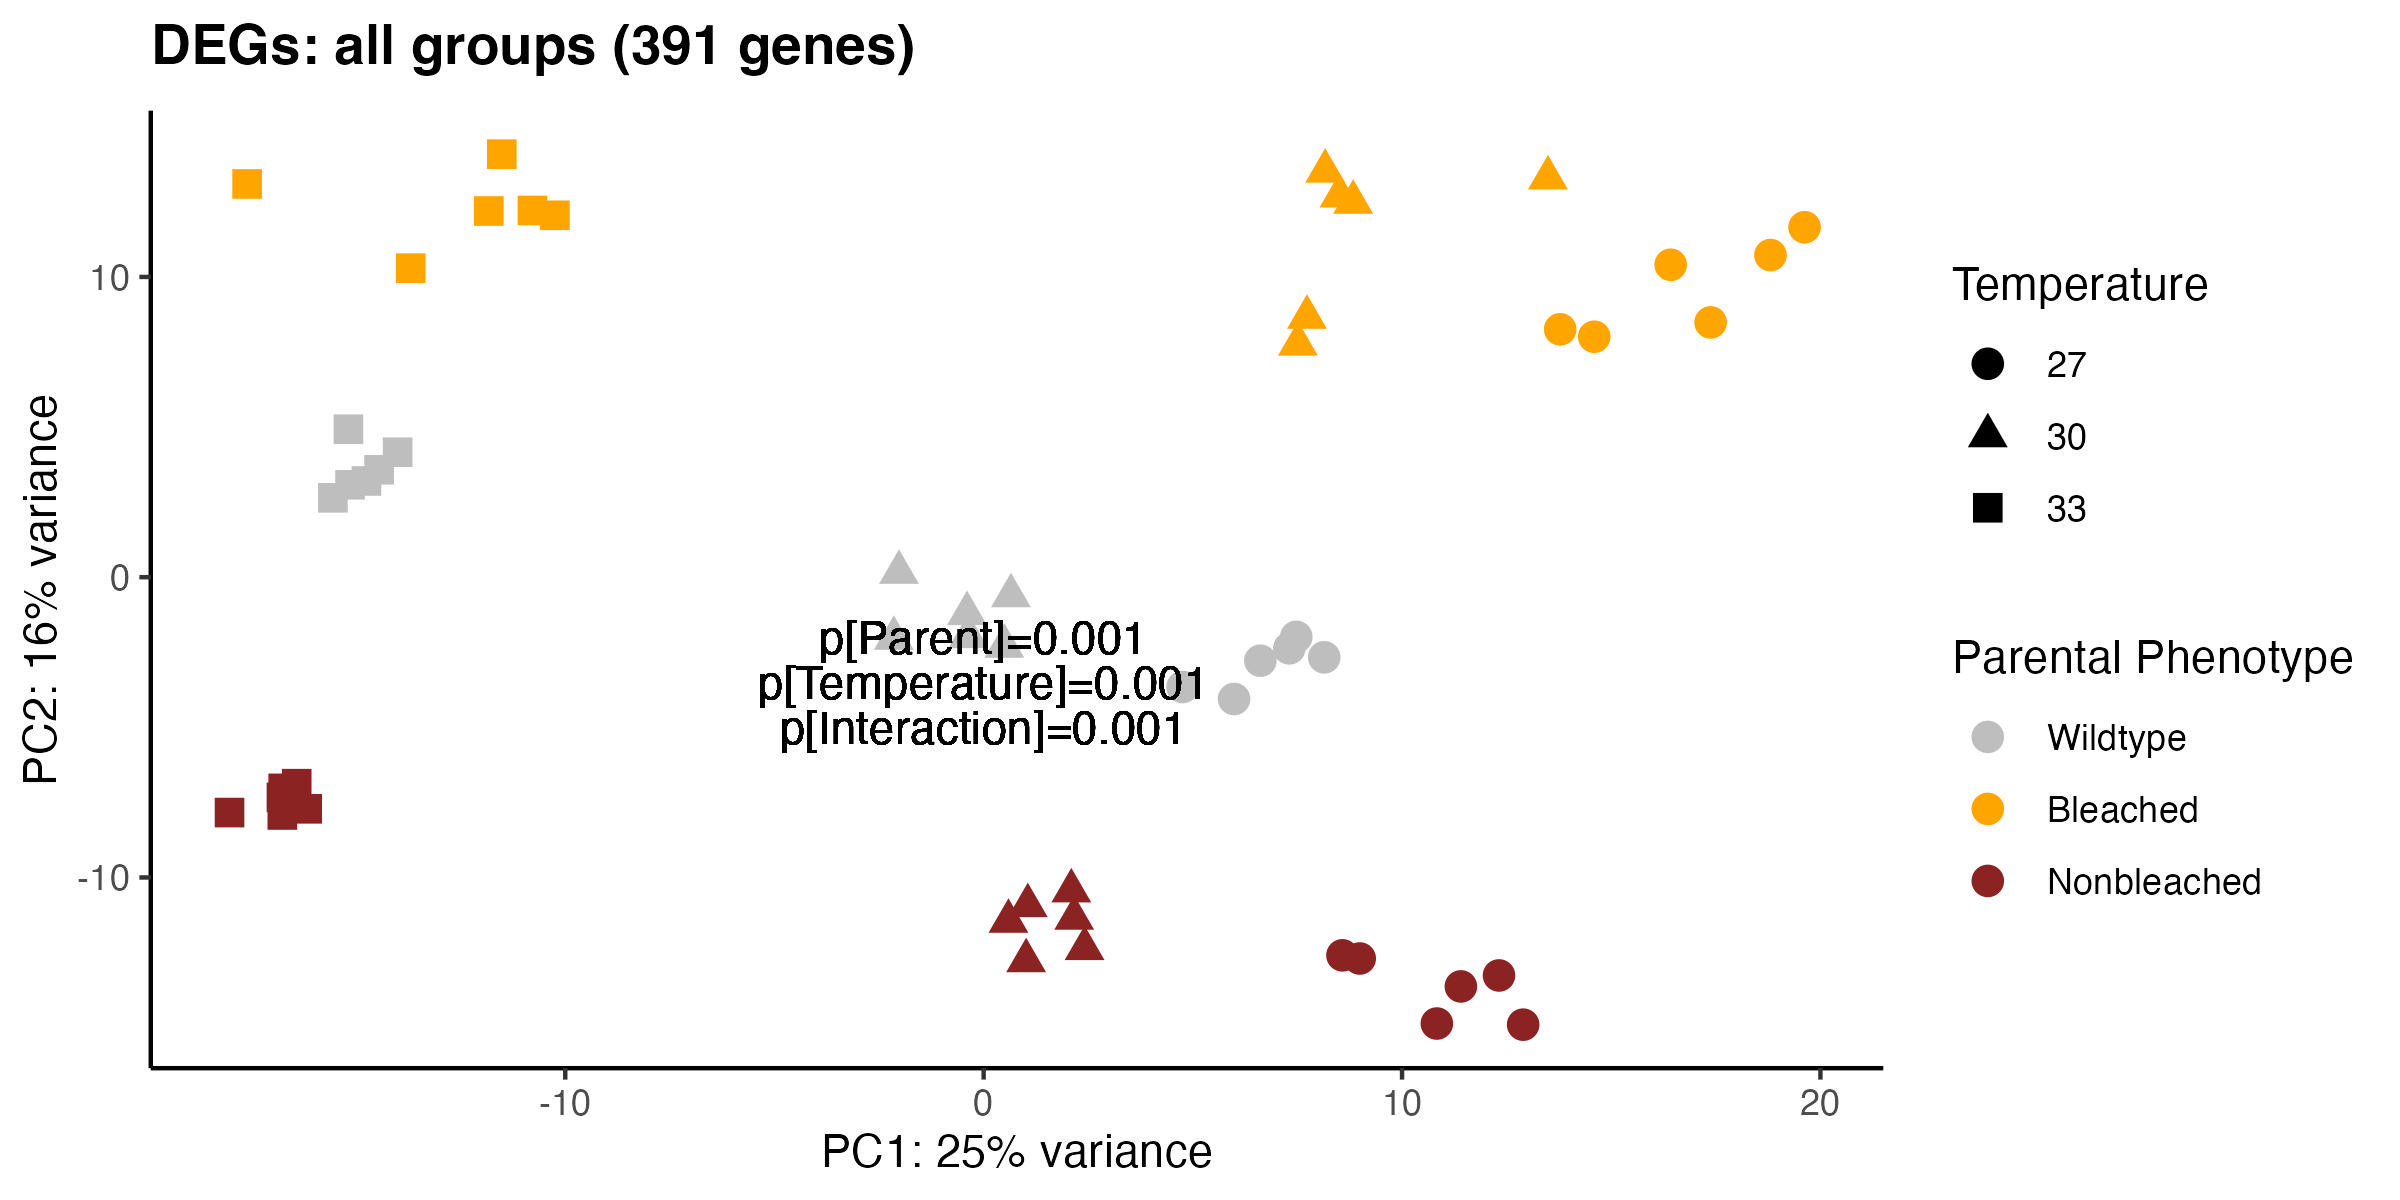 DEGs: all groups (391 genes)
PC2: 16% variance
10
0
-10
p[Parent]=0.001
p[Temperature]=0.001
p[Interaction]=0.001
-10
0
10
20
PC1: 25% variance
Temperature
27
30
33
Parental Phenotype
Wildtype
Bleached
Nonbleached